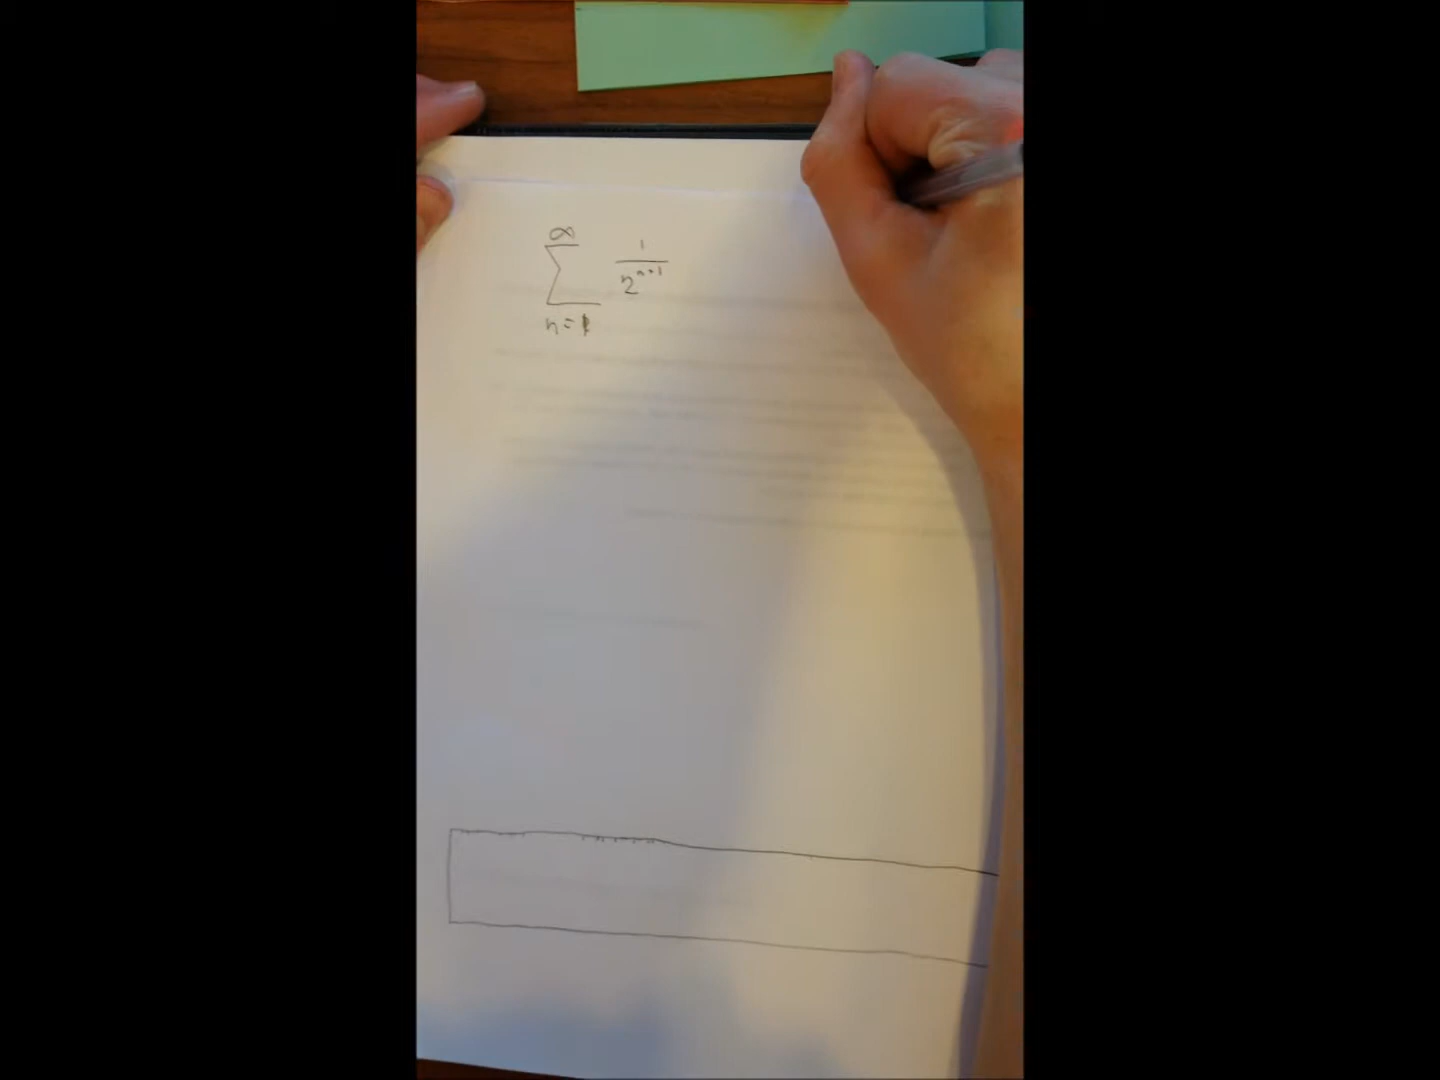 ∞
∑ 1/2^{n+1}
n=1